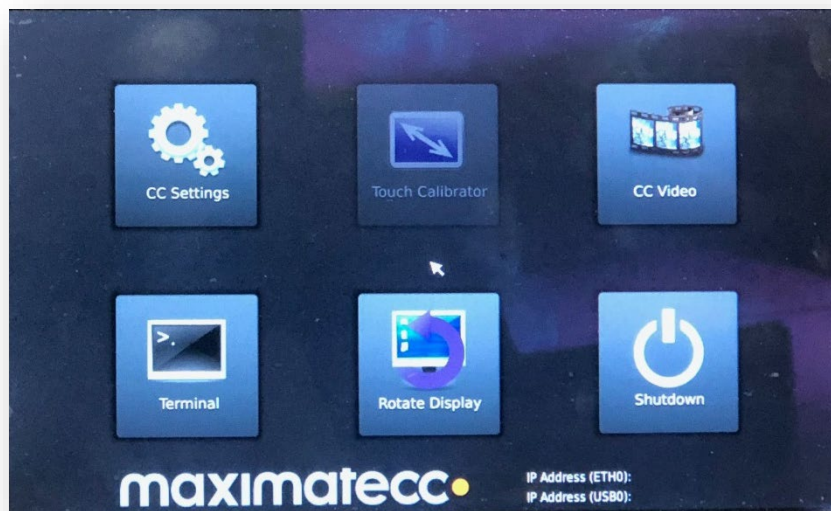 CC Settings
Touch Calibrator
CC Video
>.
Terminal
Rotate Display
Shutdown
maximatecc
IP Address (ETH0):
IP Address (USB0):